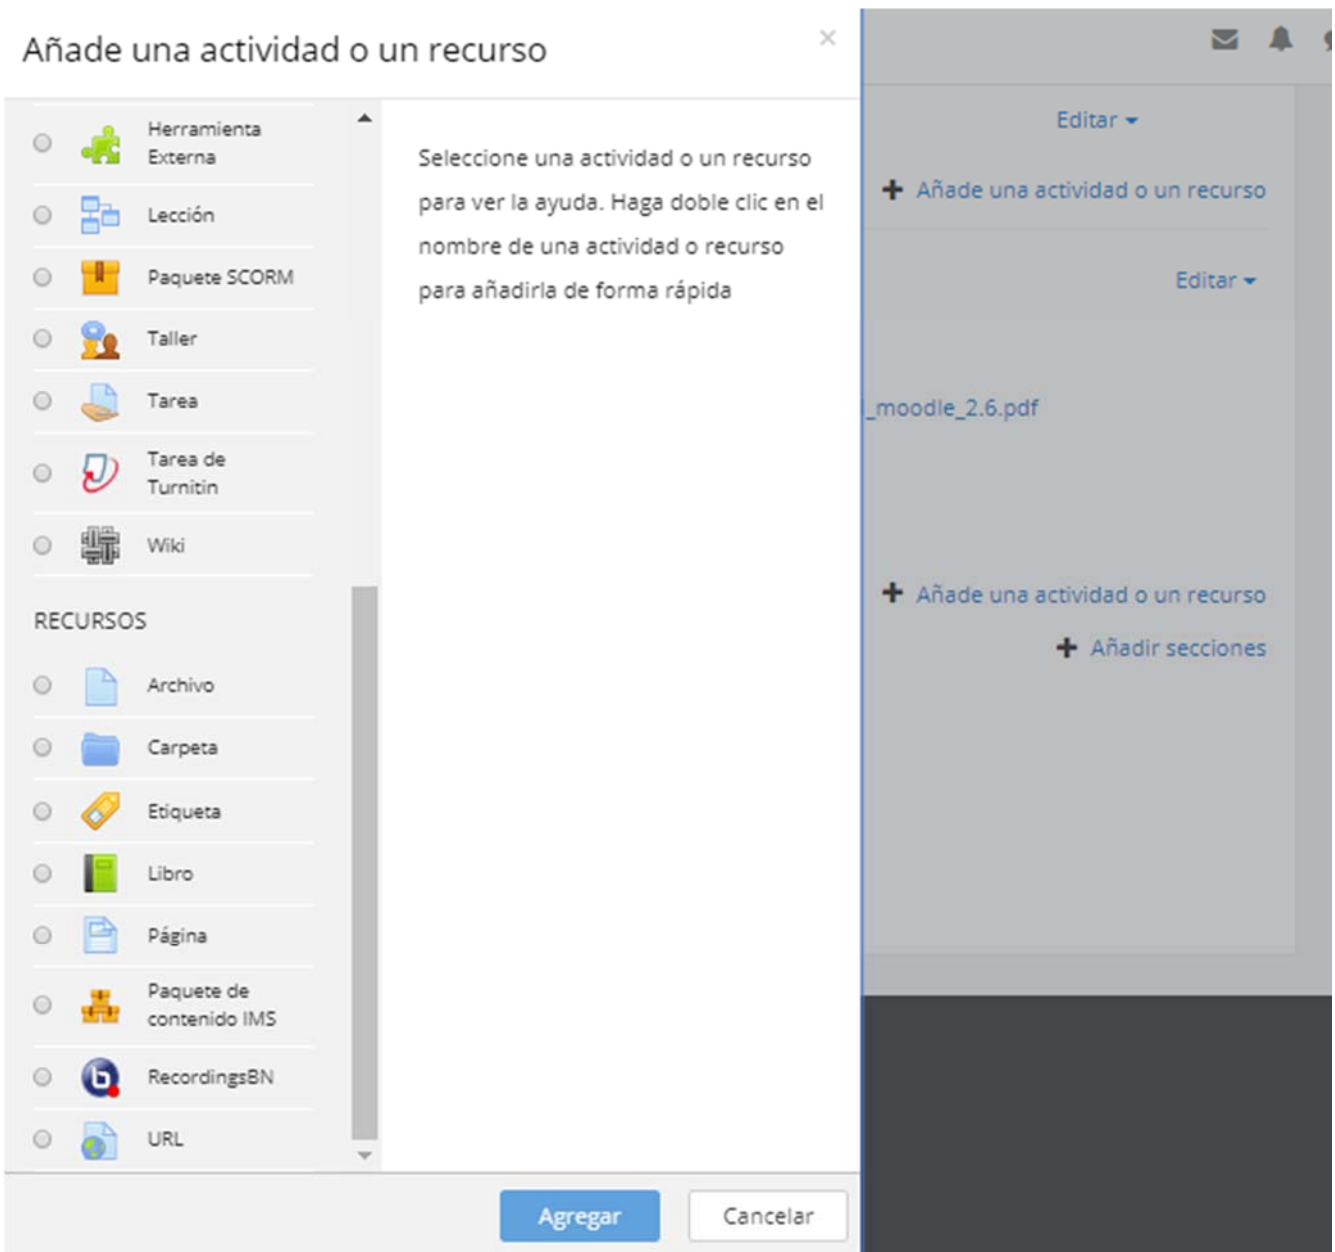 Añade una actividad o un recurso
×
Herramienta
Externa
Lección
Paquete SCORM
Taller
Tarea
Tarea de
Turnitin
Wiki
RECURSOS
Archivo
Carpeta
Etiqueta
Libro
Página
Paquete de
contenido IMS
RecordingsBN
URL
Seleccione una actividad o un recurso
para ver la ayuda. Haga doble clic en el
nombre de una actividad o recurso
para añadirla de forma rápida
Agregar
Cancelar
Editar
+ Añade una actividad o un recurso
Editar
_moodle_2.6.pdf
+ Añade una actividad o un recurso
+ Añadir secciones